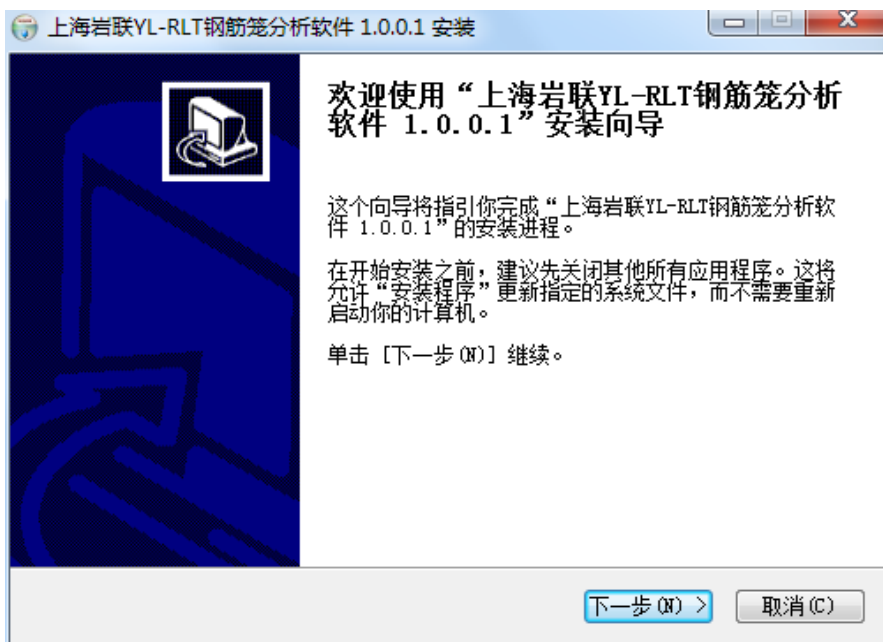 上海岩联YL-RLT钢筋笼分析软件 1.0.0.1 安装
欢迎使用“上海岩联YL-RLT钢筋笼分析
软件 1.0.0.1”安装向导
这个向导将指引你完成“上海岩联YL-RLT钢筋笼分析软
件 1.0.0.1”的安装进程。
在开始安装之前，建议先关闭其他所有应用程序。这将
允许“安装程序”更新指定的系统文件，而不需要重新
启动你的计算机。
单击 [下一步(N)] 继续。
下一步(N) >
取消(C)